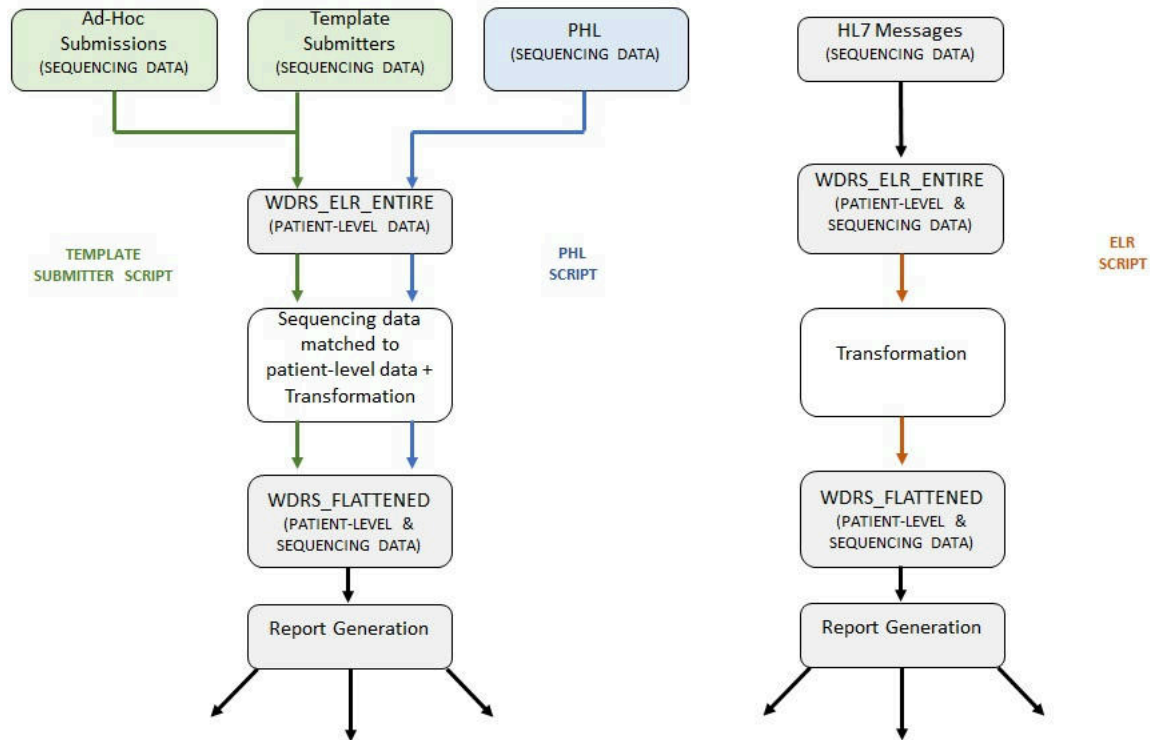 Ad-Hoc
Submissions
(SEQUENCING DATA)
Template
Submitters
(SEQUENCING DATA)
PHL
(SEQUENCING DATA)
HL7 Messages
(SEQUENCING DATA)
WDRS_ELR_ENTIRE
(PATIENT-LEVEL DATA)
WDRS_ELR_ENTIRE
(PATIENT-LEVEL &
SEQUENCING DATA)
TEMPLATE
SUBMITTER SCRIPT
PHL
SCRIPT
ELR
SCRIPT
Sequencing data
matched to
patient-level data +
Transformation
Transformation
WDRS_FLATTENED
(PATIENT-LEVEL &
SEQUENCING DATA)
WDRS_FLATTENED
(PATIENT-LEVEL &
SEQUENCING DATA)
Report Generation
Report Generation